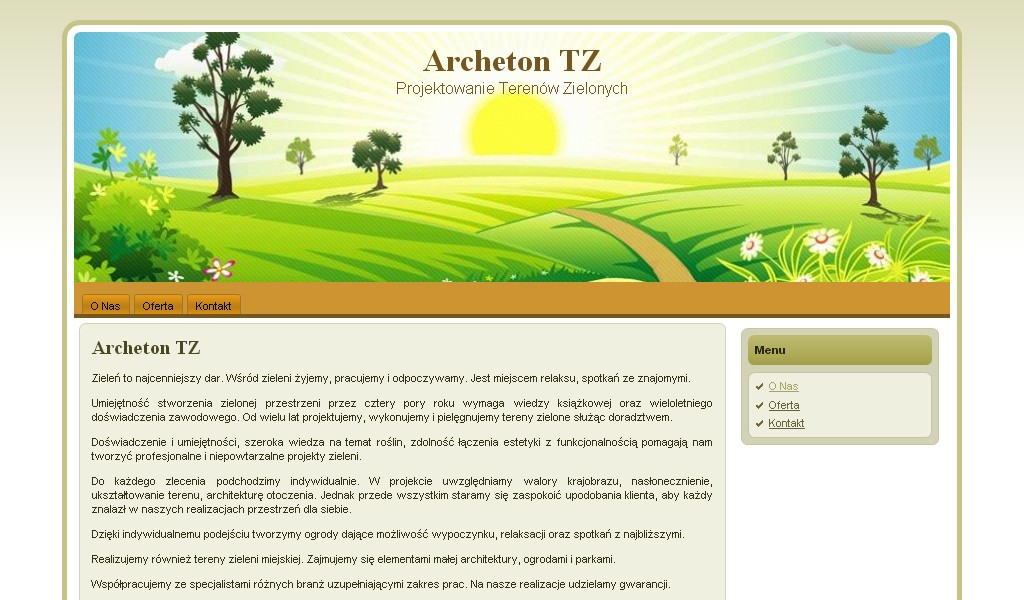 Archeton TZ
Projektowanie Terenów Zielonych
O Nas
Oferta
Kontakt
Archeton TZ
Zieleń to najcenniejszy dar. Wśród zieleni żyjemy, pracujemy i odpoczywamy. Jest miejscem relaksu, spotkań ze znajomymi.
Umiejętność stworzenia zielonej przestrzeni przez cztery pory roku wymaga wiedzy książkowej oraz wieloletniego
doświadczenia zawodowego. Od wielu lat projektujemy, wykonujemy i pielęgnujemy tereny zielone służąc doradztwem.
Doświadczenie i umiejętności, szeroka wiedza na temat roślin, zdolność łączenia estetyki z funkcjonalnością pomagają nam
tworzyć profesjonalne i niepowtarzalne projekty zieleni.
Do każdego zlecenia podchodzimy indywidualnie. W projekcie uwzględniamy walory krajobrazu, nasłonecznienie,
ukształtowanie terenu, architekturę otoczenia. Jednak przede wszystkim staramy się zaspokoić upodobania klienta, aby każdy
znalazł w naszych realizacjach przestrzeń dla siebie.
Dzięki indywidualnemu podejściu tworzymy ogrody dające możliwość wypoczynku, relaksacji oraz spotkań z najbliższymi.
Realizujemy również tereny zieleni miejskiej. Zajmujemy się elementami małej architektury, ogrodami i parkami.
Współpracujemy ze specjalistami różnych branż uzupełniającymi zakres prac. Na nasze realizacje udzielamy gwarancji.
Menu
O Nas
Oferta
Kontakt